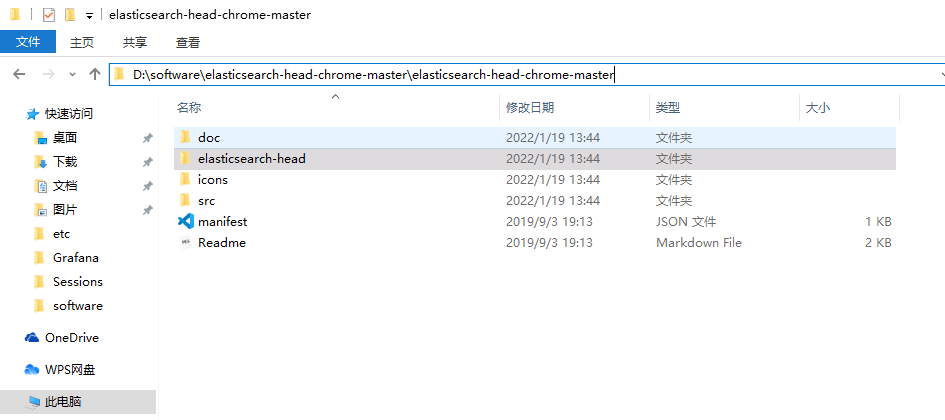 elasticsearch-head-chrome-master
文件 主页 共享 查看
D:\software\elasticsearch-head-chrome-master\elasticsearch-head-chrome-master
快速访问
桌面
下载
文档
图片
etc
Grafana
Sessions
software
OneDrive
WPS网盘
此电脑
名称 修改日期 类型 大小
doc 2022/1/19 13:44 文件夹
elasticsearch-head 2022/1/19 13:44 文件夹
icons 2022/1/19 13:44 文件夹
src 2022/1/19 13:44 文件夹
manifest 2019/9/3 19:13 JSON 文件 1 KB
Readme 2019/9/3 19:13 Markdown File 2 KB